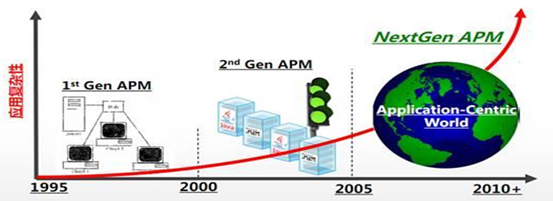 NextGen APM
2nd Gen APM
1st Gen APM
应用复杂性
Application-Centric
World
1995
2000
2005
2010+